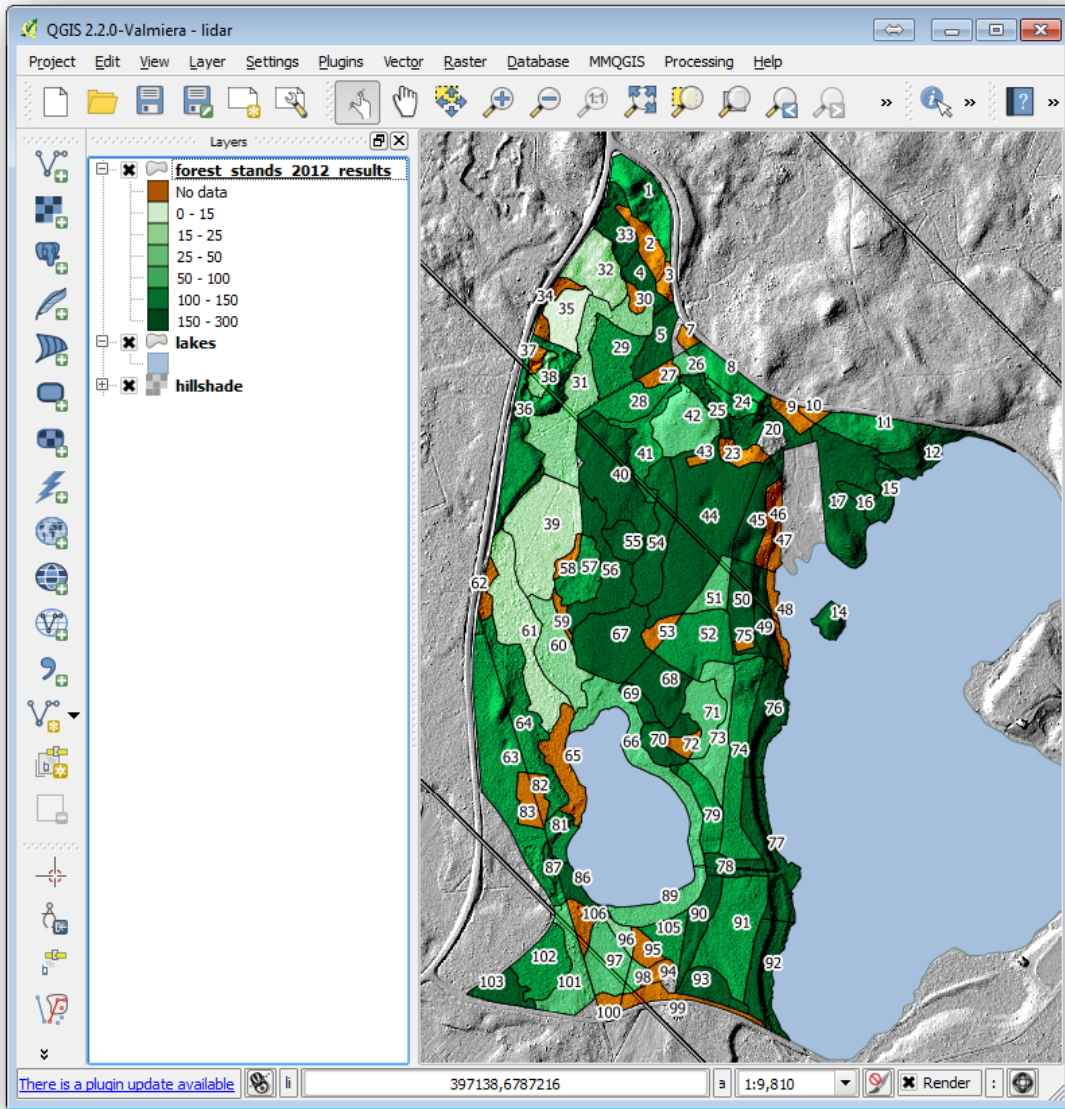 QGIS 2.2.0-Valmiera - lidar
Project Edit View Layer Settings Plugins Vector Raster Database MMQGIS Processing Help
1:1 » » ? »
Layers
forest_stands_2012_results
No data
0 - 15
15 - 25
25 - 50
50 - 100
100 - 150
150 - 300
lakes
hillshade
1
33 2
32 4 3
34 35 30
5 7
37 29
38 31 27 26 8
36 28 42 25 24 9 10
20 11
41 43 23 12
40
39 44 45 46 17 16 15
55 54 47
58 57 56
62 51 50 48 14
59
61 60 67 53 52 75 49
68
69
64 66 70 72 71 73 74 76
63 65
82
83 79
81 77
87 86 78
89
106 90
96 105 91
102 97 95
103 101 98 94 93 92
100 99
There is a plugin update available
li
397138,6787216
a
1:9,810
Render
: